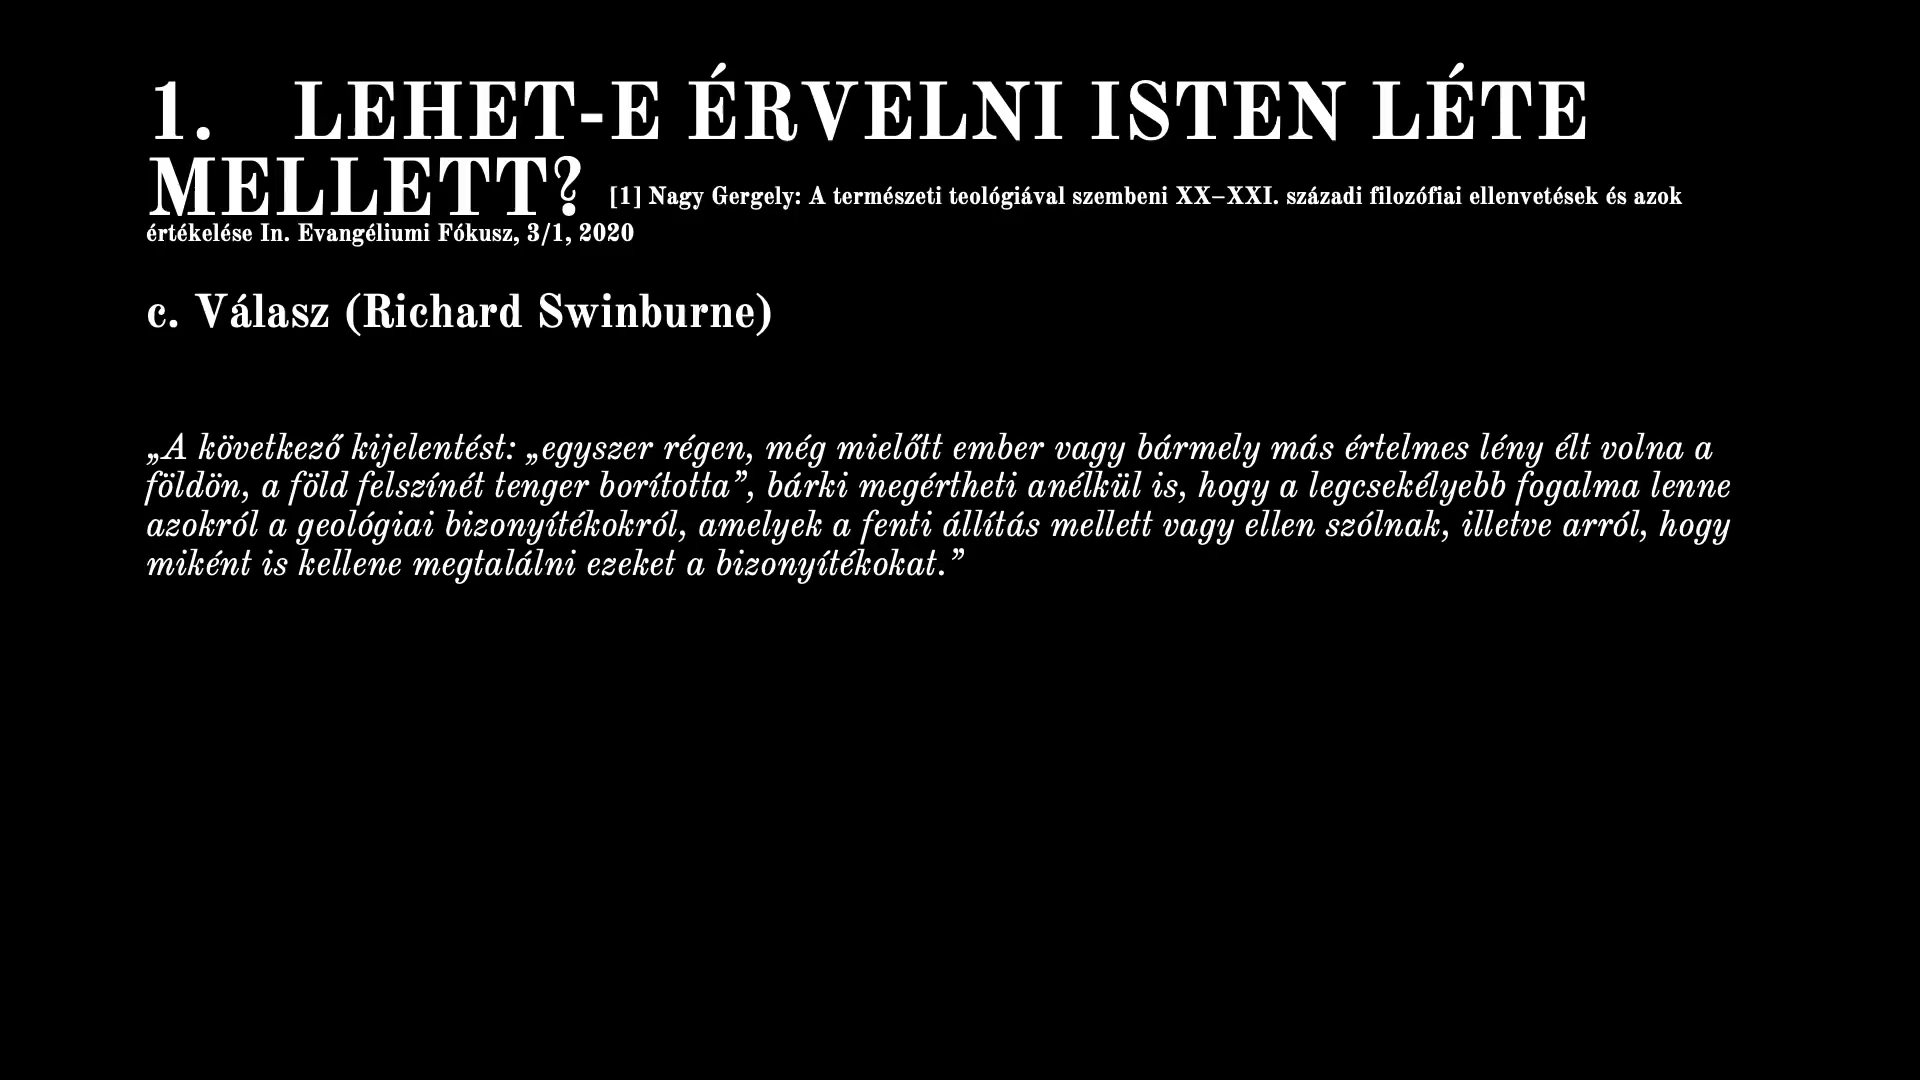 1. LEHET-E ÉRVELNI ISTEN LÉTE
MELLETT? [1] Nagy Gergely: A természeti teológiával szembeni XX–XXI. századi filozófiai ellenvetések és azok
értékelése In. Evangéliumi Fókusz, 3/1, 2020
c. Válasz (Richard Swinburne)
„A következő kijelentést: „egyszer régen, még mielőtt ember vagy bármely más értelmes lény élt volna a
földön, a föld felszínét tenger borította”, bárki megértheti anélkül is, hogy a legcsekélyebb fogalma lenne
azokról a geológiai bizonyítékokról, amelyek a fenti állítás mellett vagy ellen szólnak, illetve arról, hogy
miként is kellene megtalálni ezeket a bizonyítékokat.”